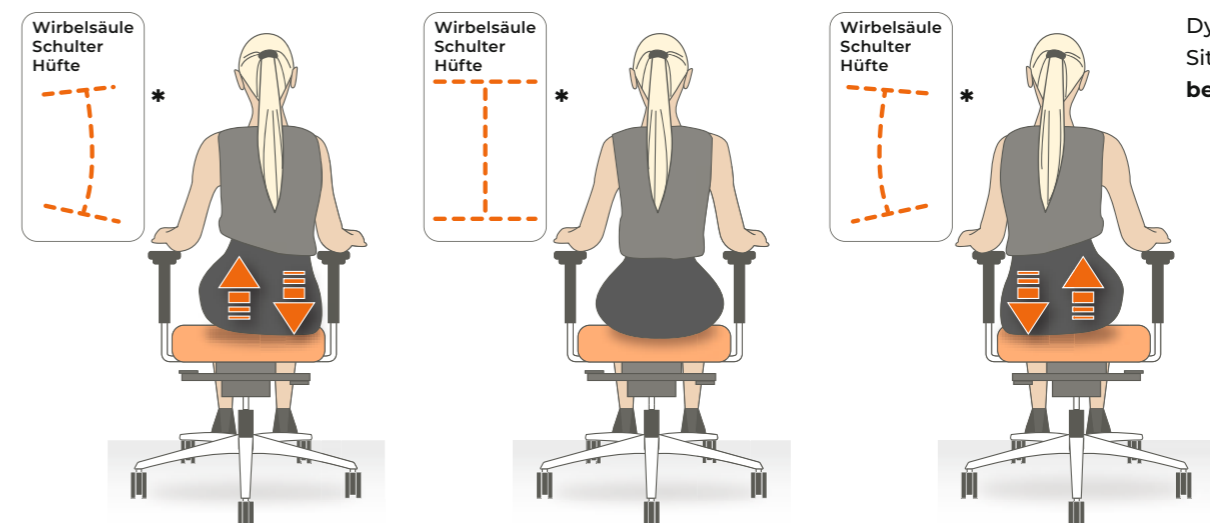 Wirbelsäule
Schulter
Hüfte
*
Wirbelsäule
Schulter
Hüfte
*
Wirbelsäule
Schulter
Hüfte
*
Dy
Sit
be